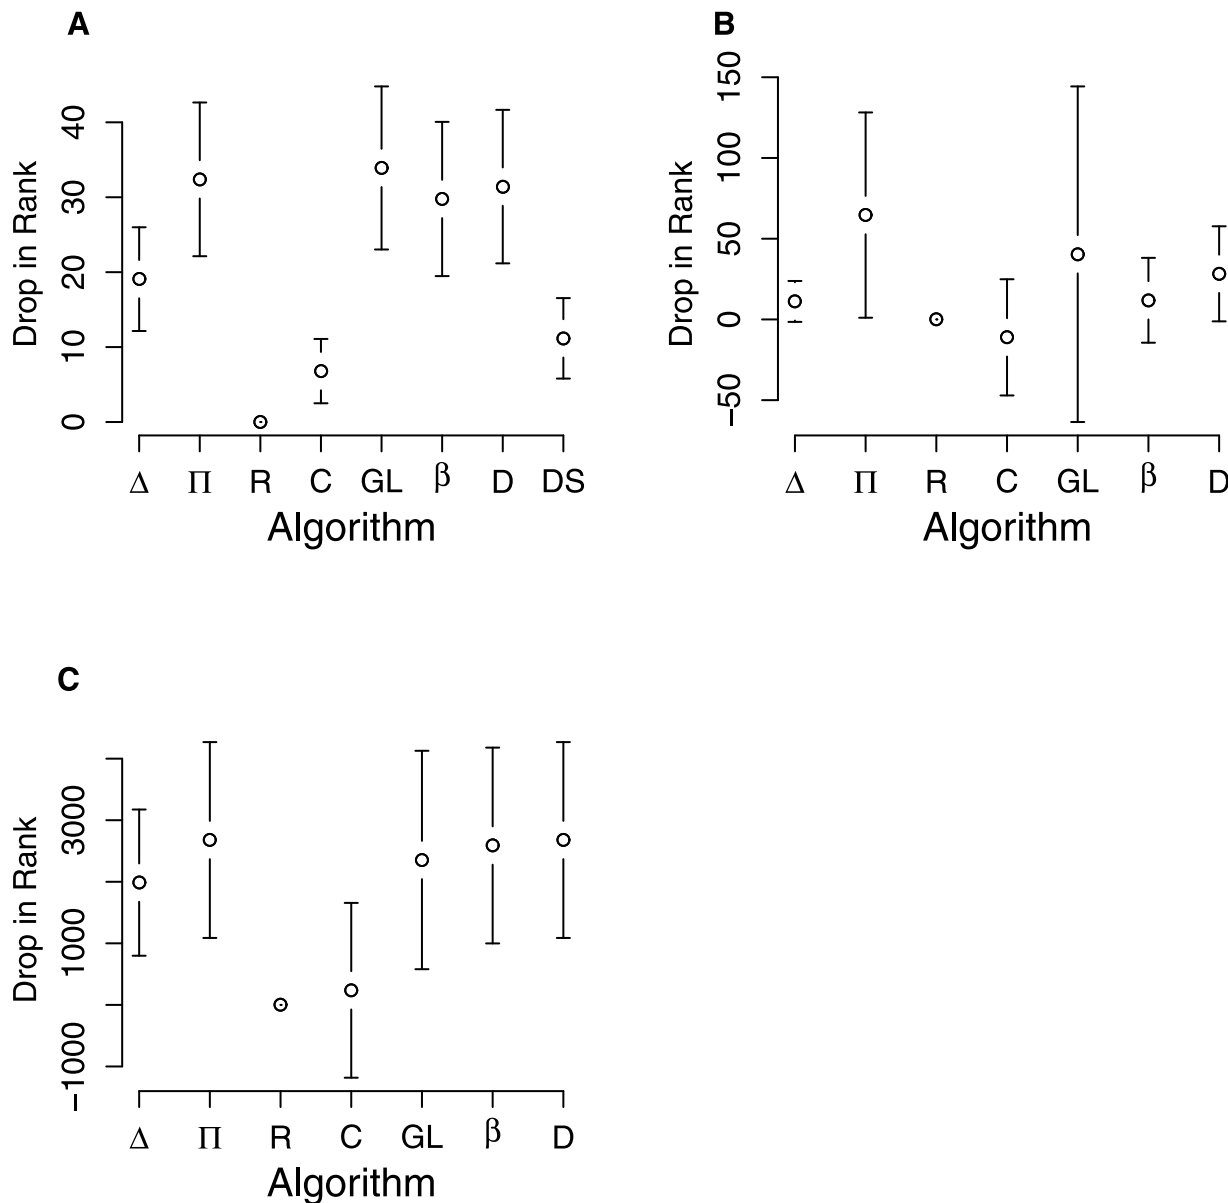 A
Drop in Rank
40
30
20
10
0
Δ Π R C GL β D DS
Algorithm
B
Drop in Rank
150
100
50
0
−50
Δ Π R C GL β D
Algorithm
C
Drop in Rank
3000
1000
−1000
Δ Π R C GL β D
Algorithm